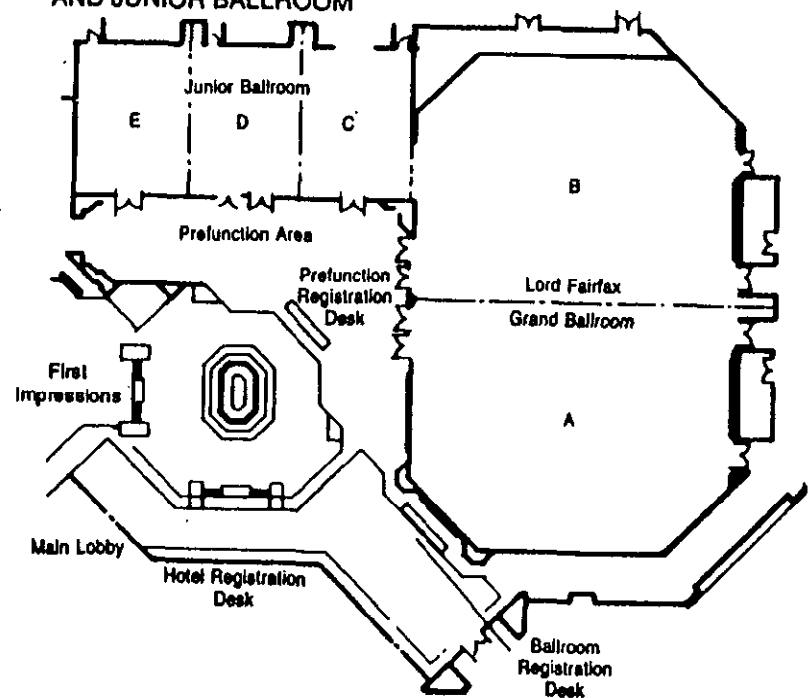 AND JUNIOR BALLROOM
Junior Ballroom
E
D
C
B
Prefunction Area
Prefunction
Registration
Desk
Lord Fairfax
Grand Ballroom
First
Impressions
A
Main Lobby
Hotel Registration
Desk
Ballroom
Registration
Desk